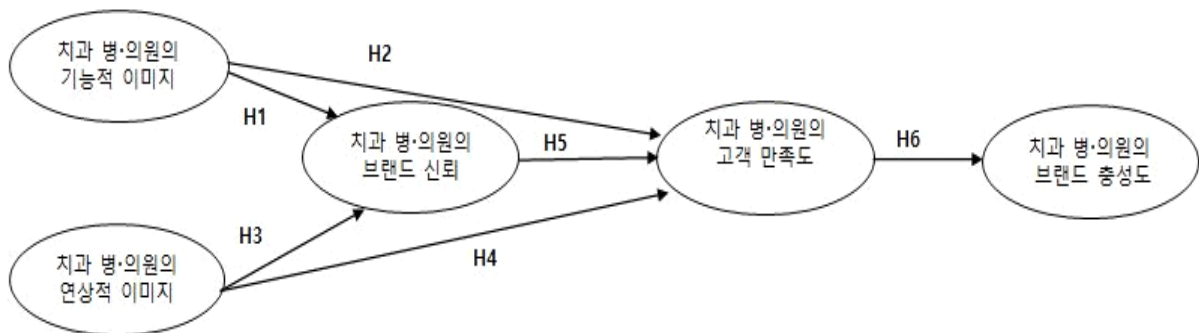 치과 병·의원의
기능적 이미지
H2
H1
치과 병·의원의
브랜드 신뢰
H5
치과 병·의원의
고객 만족도
H6
치과 병·의원의
브랜드 충성도
H3
H4
치과 병·의원의
연상적 이미지